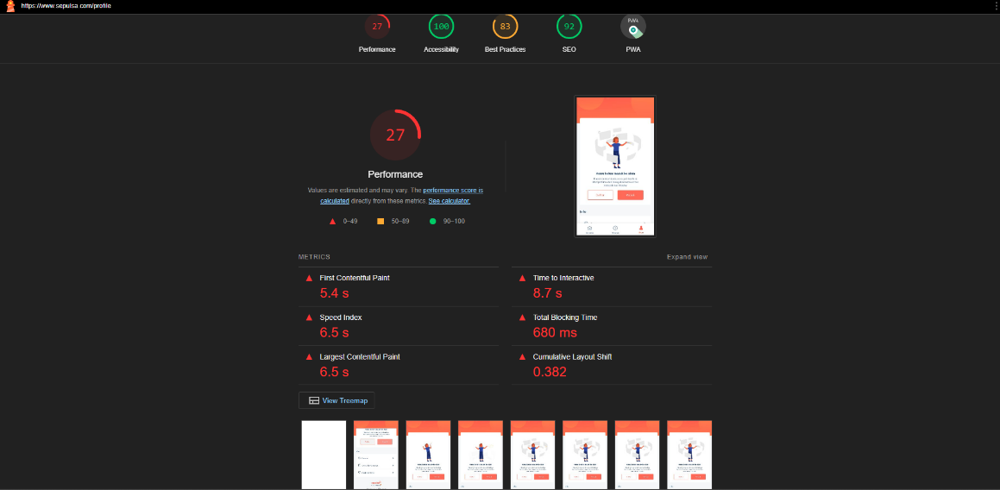 https://www.sepulsa.com/profile
27
100
83
92
PWA
Performance
Accessibility
Best Practices
SEO
PWA
27
Performance
Values are estimated and may vary. The performance score is
calculated directly from these metrics. See calculator.
0–49
50–89
90–100
METRICS
Expand view
First Contentful Paint
5.4 s
Time to Interactive
8.7 s
Speed Index
6.5 s
Total Blocking Time
680 ms
Largest Contentful Paint
6.5 s
Cumulative Layout Shift
0.382
View Treemap